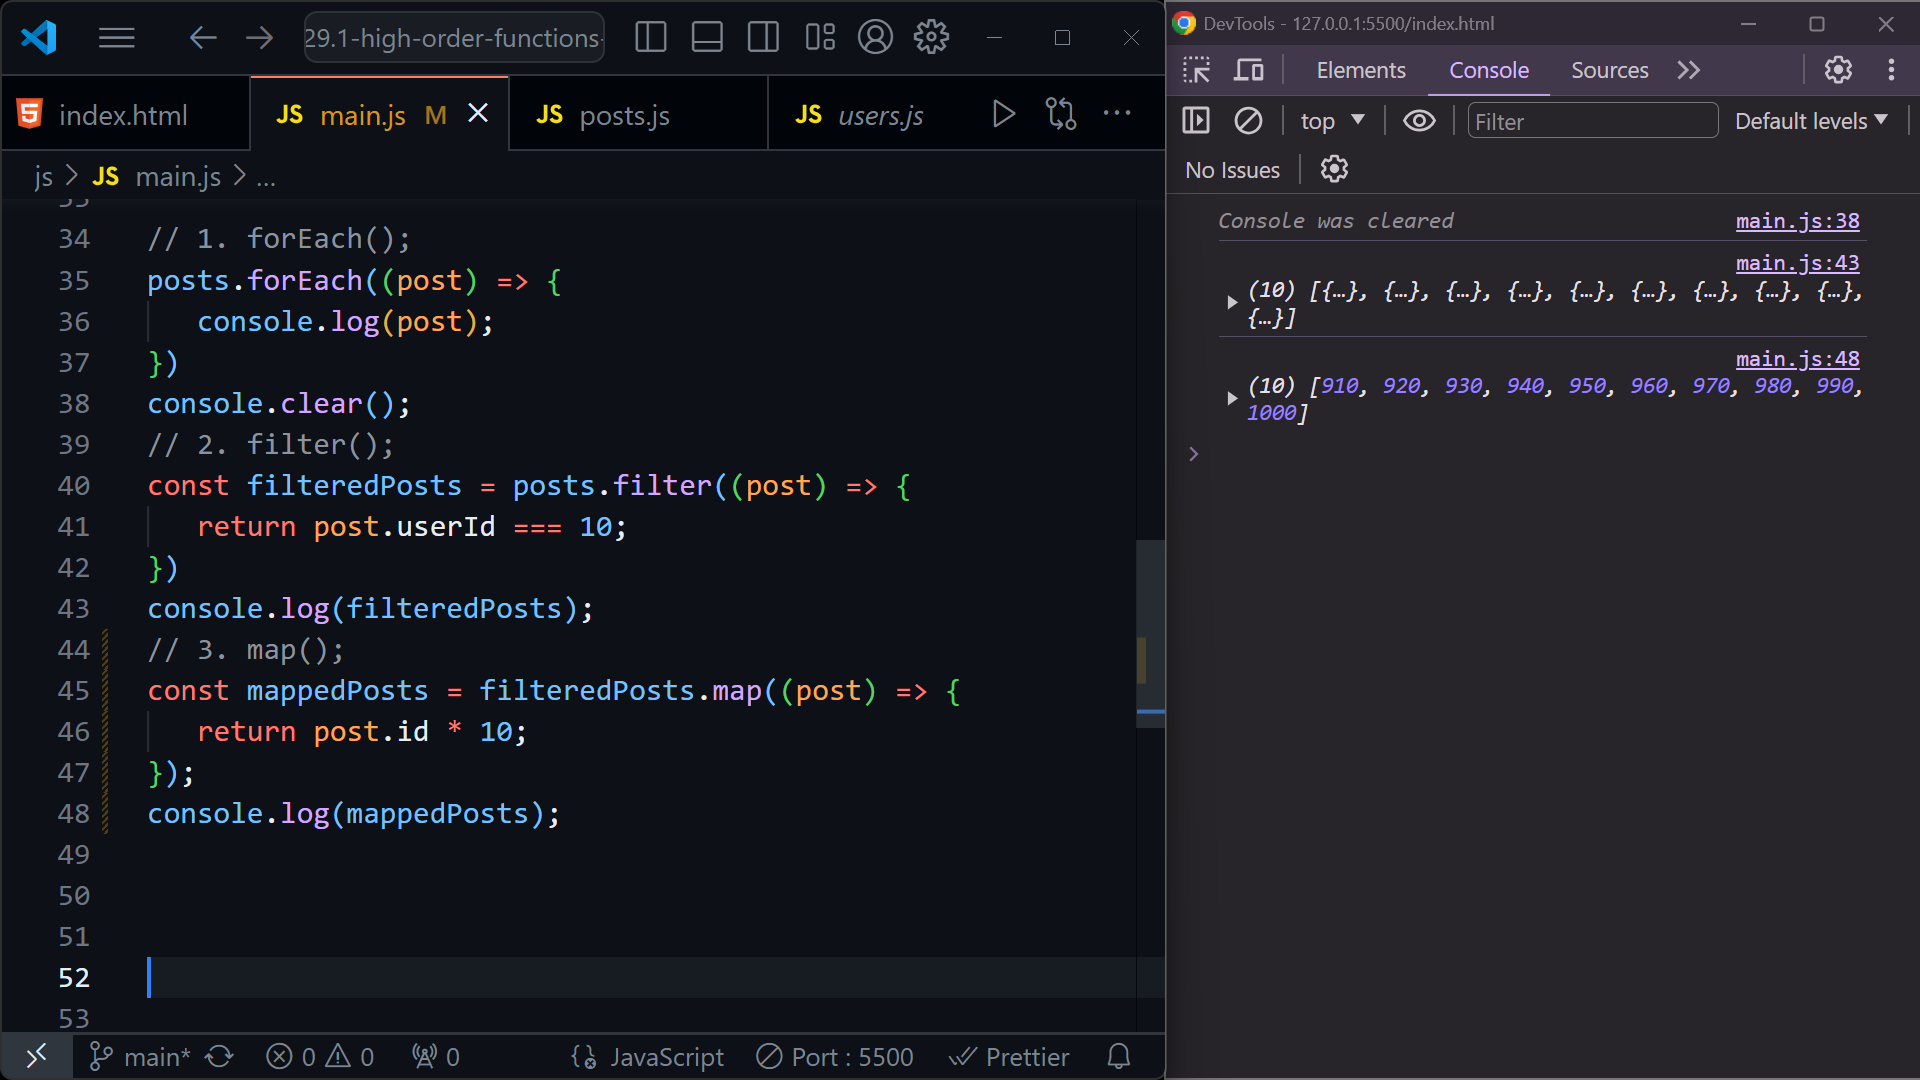 29.1-high-order-functions-
index.html
JS main.js M
JS posts.js
JS users.js
js > JS main.js > ...
34 // 1. forEach();
35 posts.forEach((post) => {
36 console.log(post);
37 })
38 console.clear();
39 // 2. filter();
40 const filteredPosts = posts.filter((post) => {
41 return post.userId === 10;
42 })
43 console.log(filteredPosts);
44 // 3. map();
45 const mappedPosts = filteredPosts.map((post) => {
46 return post.id * 10;
47 });
48 console.log(mappedPosts);
49
50
51
52
53
main* 0 0 0 JavaScript Port : 5500 Prettier
DevTools - 127.0.0.1:5500/index.html
Elements Console Sources
top Filter Default levels
No Issues
Console was cleared main.js:38
main.js:43
(10) [{…}, {…}, {…}, {…}, {…}, {…}, {…}, {…}, {…},
{…}]
main.js:48
(10) [910, 920, 930, 940, 950, 960, 970, 980, 990,
1000]